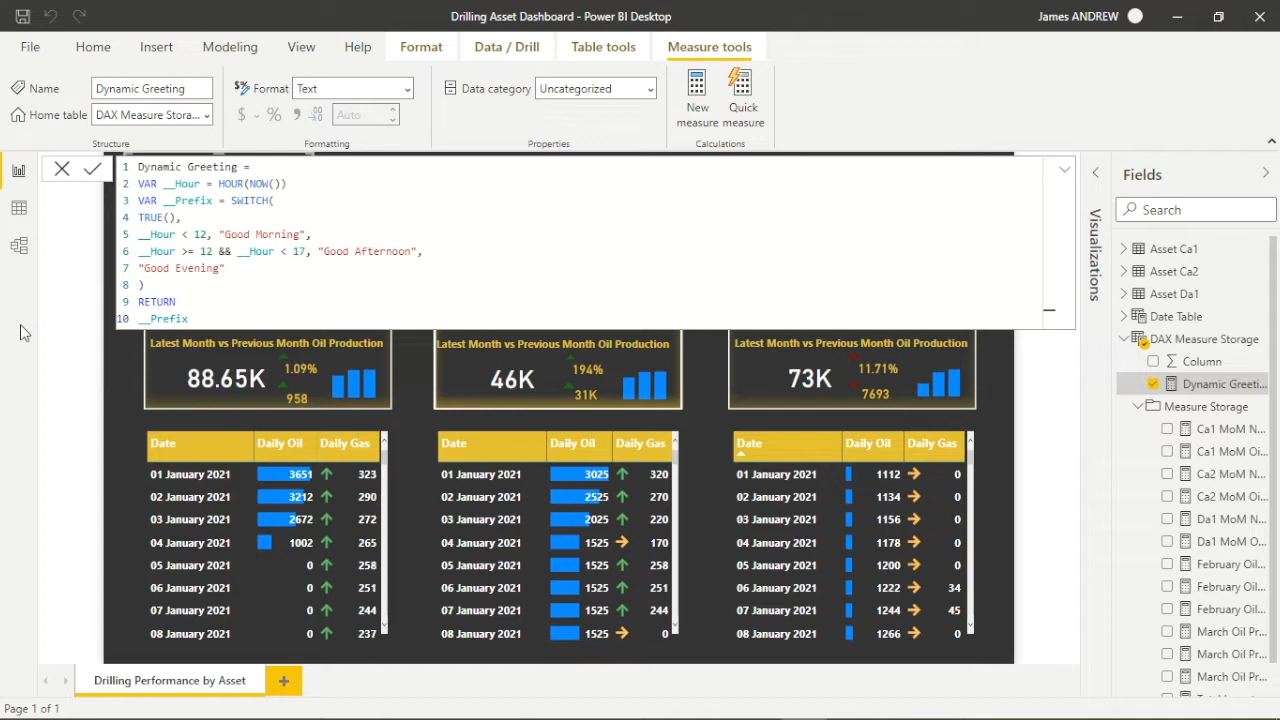 Drilling Asset Dashboard - Power BI Desktop
James ANDREW
File Home Insert Modeling View Help Format Data / Drill Table tools Measure tools
Name Dynamic Greeting
Home table DAX Measure Stora...
Structure
Format Text
$ % 9 Auto
Formatting
Data category Uncategorized
Properties
New measure
Quick measure
Calculations
1 Dynamic Greeting =
2 VAR __Hour = HOUR(NOW())
3 VAR __Prefix = SWITCH(
4 TRUE(),
5 __Hour < 12, "Good Morning",
6 __Hour >= 12 && __Hour < 17, "Good Afternoon",
7 "Good Evening"
8 )
9 RETURN
10 __Prefix
Latest Month vs Previous Month Oil Production
88.65K 1.09% 958
Latest Month vs Previous Month Oil Production
46K 194% 31K
Latest Month vs Previous Month Oil Production
73K 11.71% 7693
Date Daily Oil Daily Gas
01 January 2021 3651 323
02 January 2021 3212 290
03 January 2021 2672 272
04 January 2021 1002 265
05 January 2021 0 258
06 January 2021 0 251
07 January 2021 0 244
08 January 2021 0 237
Date Daily Oil Daily Gas
01 January 2021 3025 320
02 January 2021 2525 270
03 January 2021 2025 220
04 January 2021 1525 170
05 January 2021 1525 258
06 January 2021 1525 251
07 January 2021 1525 244
08 January 2021 1525 0
Date Daily Oil Daily Gas
01 January 2021 1112 0
02 January 2021 1134 0
03 January 2021 1156 0
04 January 2021 1178 0
05 January 2021 1200 0
06 January 2021 1222 34
07 January 2021 1244 45
08 January 2021 1266 0
Visualizations
Fields
Search
Asset Ca1
Asset Ca2
Asset Da1
Date Table
DAX Measure Storage
Column
Dynamic Greeti...
Measure Storage
Ca1 MoM N...
Ca1 MoM Oi...
Ca2 MoM N...
Ca2 MoM Oi...
Da1 MoM N...
Da1 MoM O...
February Oil...
February Oil...
February Oil...
March Oil Pr...
March Oil Pr...
March Oil Pr...
Drilling Performance by Asset
Page 1 of 1